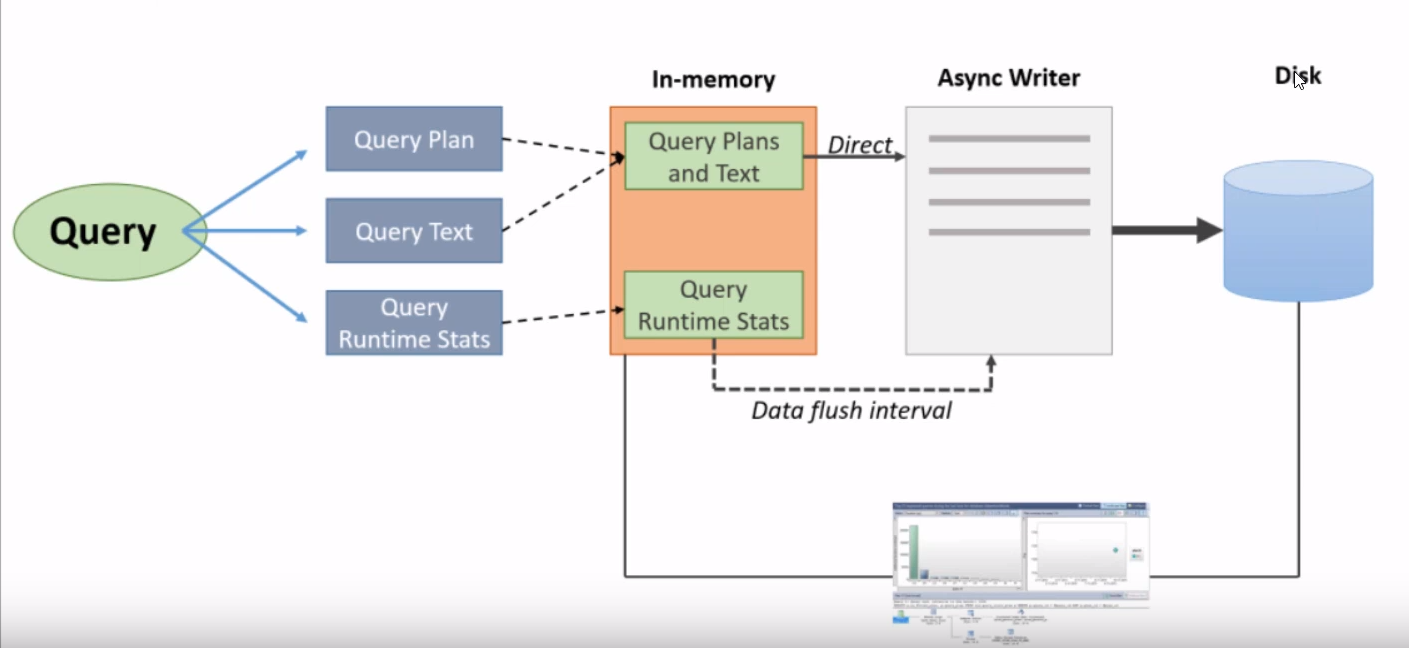 In-memory
Async Writer
Disk
Query Plan
Query Plans
and Text
Direct
Query
Query Text
Query
Runtime Stats
Query
Runtime Stats
Data flush interval